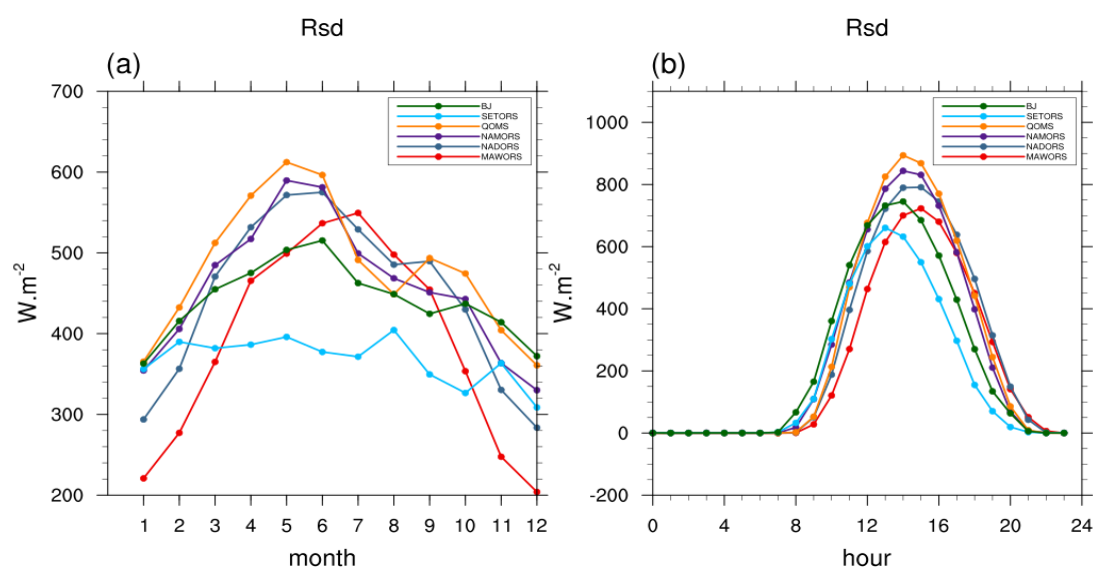 Rsd
(a)
700
600
500
400
300
200
W.m-2
BJ
SETORS
QOMS
NAMORS
NADORS
MAWORS
1 2 3 4 5 6 7 8 9 10 11 12
month
Rsd
(b)
1000
800
600
400
200
0
-200
W.m-2
BJ
SETORS
QOMS
NAMORS
NADORS
MAWORS
0 4 8 12 16 20 24
hour